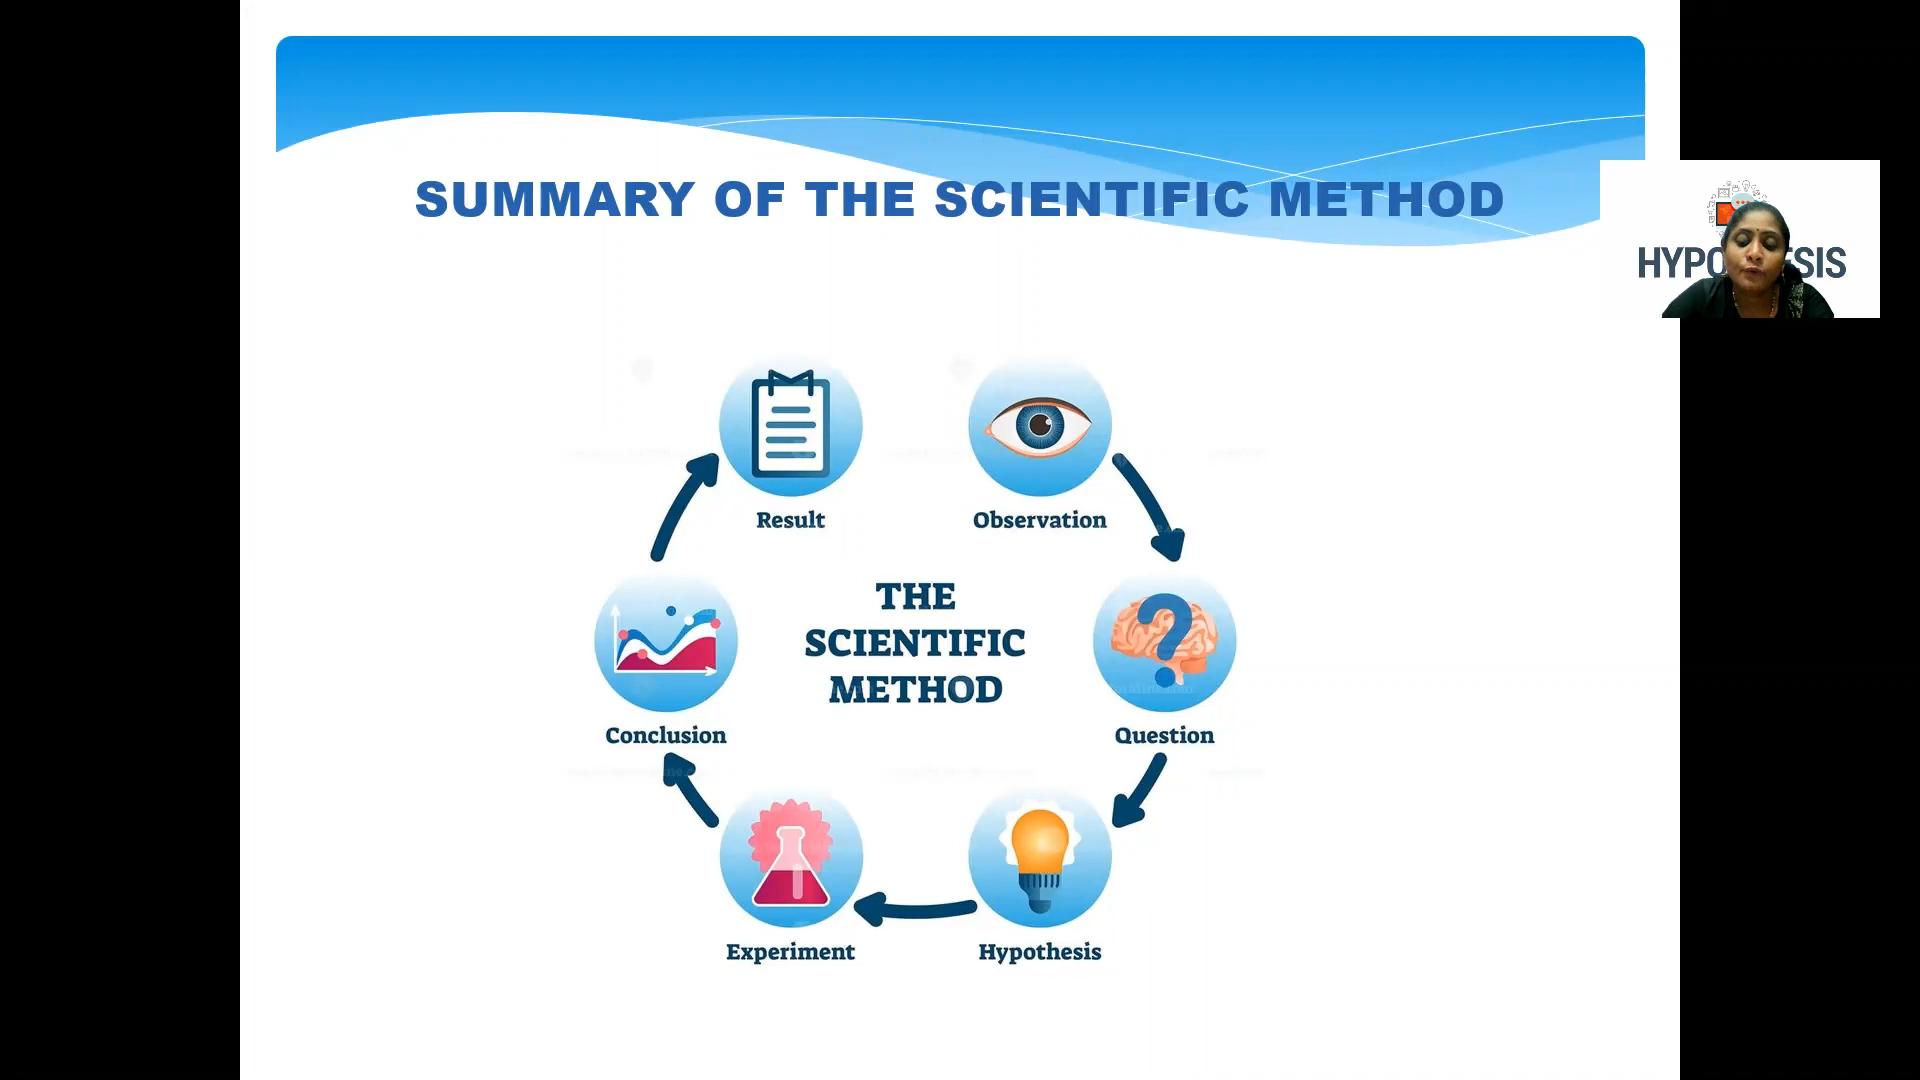 SUMMARY OF THE SCIENTIFIC METHOD
Result
Observation
THE
SCIENTIFIC
METHOD
Conclusion
Question
Experiment
Hypothesis